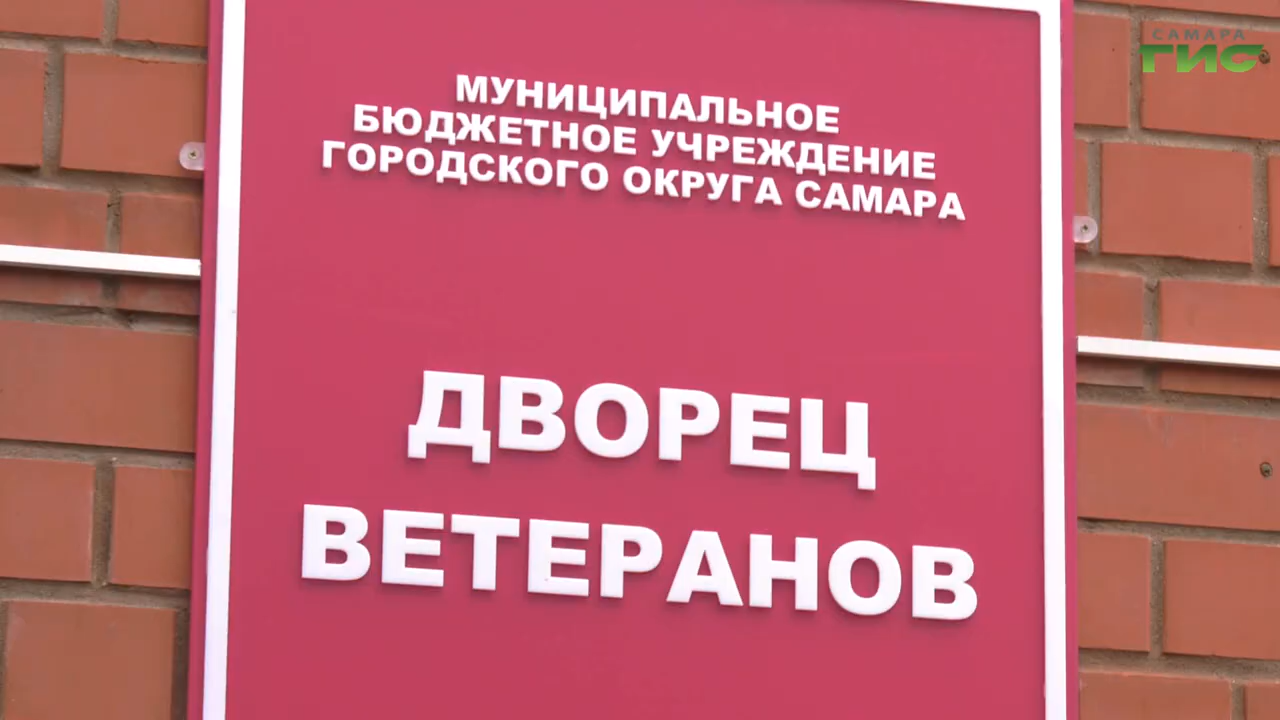 САМАРА
ГИС
МУНИЦИПАЛЬНОЕ
БЮДЖЕТНОЕ УЧРЕЖДЕНИЕ
ГОРОДСКОГО ОКРУГА САМАРА
ДВОРЕЦ
ВЕТЕРАНОВ